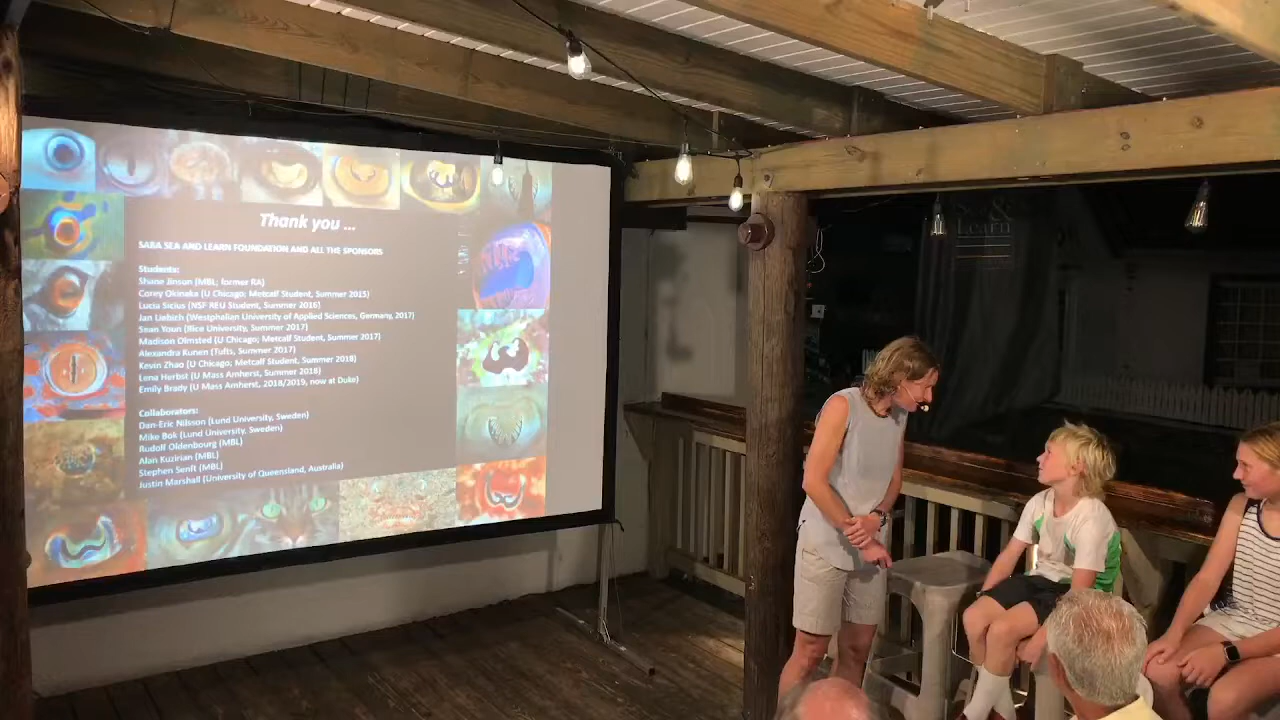 Thank you ...
SABA SEA AND LEARN FOUNDATION AND ALL THE SPONSORS
Students:
Shane Jinson (MBL; former RA)
Corey Okinaka (U Chicago; Metcalf Student, Summer 2015)
Lucia Sicius (NSF REU Student, Summer 2016)
Jan Liebich (Westphalian University of Applied Sciences, Germany, 2017)
Sean Youn (Rice University, Summer 2017)
Madison Olmsted (U Chicago; Metcalf Student, Summer 2017)
Alexandra Kunen (Tufts, Summer 2017)
Kevin Zhao (U Chicago; Metcalf Student, Summer 2018)
Lena Herbst (U Mass Amherst, Summer 2018)
Emily Brady (U Mass Amherst, 2018/2019, now at Duke)
Collaborators:
Dan-Eric Nilsson (Lund University, Sweden)
Mike Bok (Lund University, Sweden)
Rudolf Oldenbourg (MBL)
Alan Kuzirian (MBL)
Stephen Senft (MBL)
Justin Marshall (University of Queensland, Australia)
&
Learn